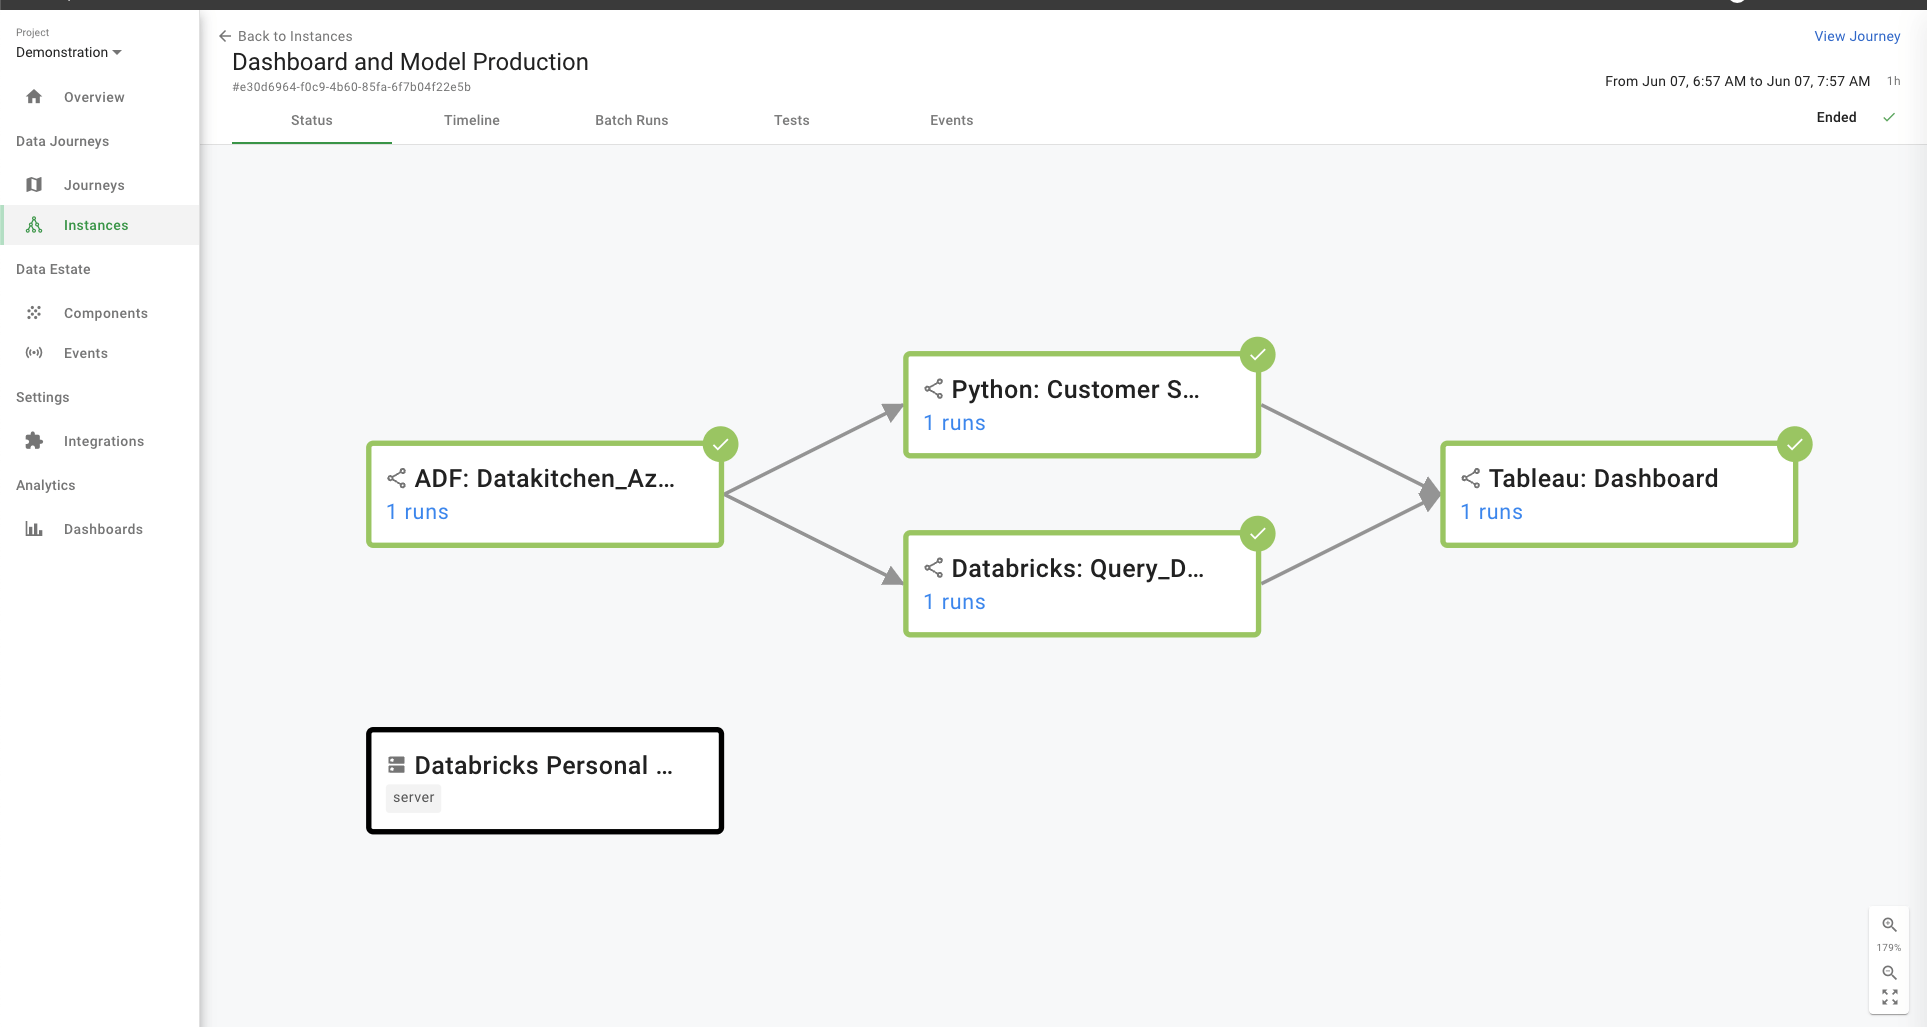 Project
Demonstration
Overview
Data Journeys
Journeys
Instances
Data Estate
Components
Events
Settings
Integrations
Analytics
Dashboards
Back to Instances
View Journey
Dashboard and Model Production
#e30d6964-f0c9-4b60-85fa-6f7b04f22e5b
From Jun 07, 6:57 AM to Jun 07, 7:57 AM 1h
Status Timeline Batch Runs Tests Events
Ended
Python: Customer S...
1 runs
ADF: Datakitchen_Az...
1 runs
Tableau: Dashboard
1 runs
Databricks: Query_D...
1 runs
Databricks Personal ...
server
179%